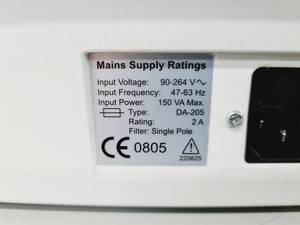 Mains Supply Ratings
Input Voltage: 90-264 V
Input Frequency: 47-63 Hz
Input Power: 150 VA Max.
Type: DA-205
Rating: 2 A
Filter: Single Pole
CE 0805
220625